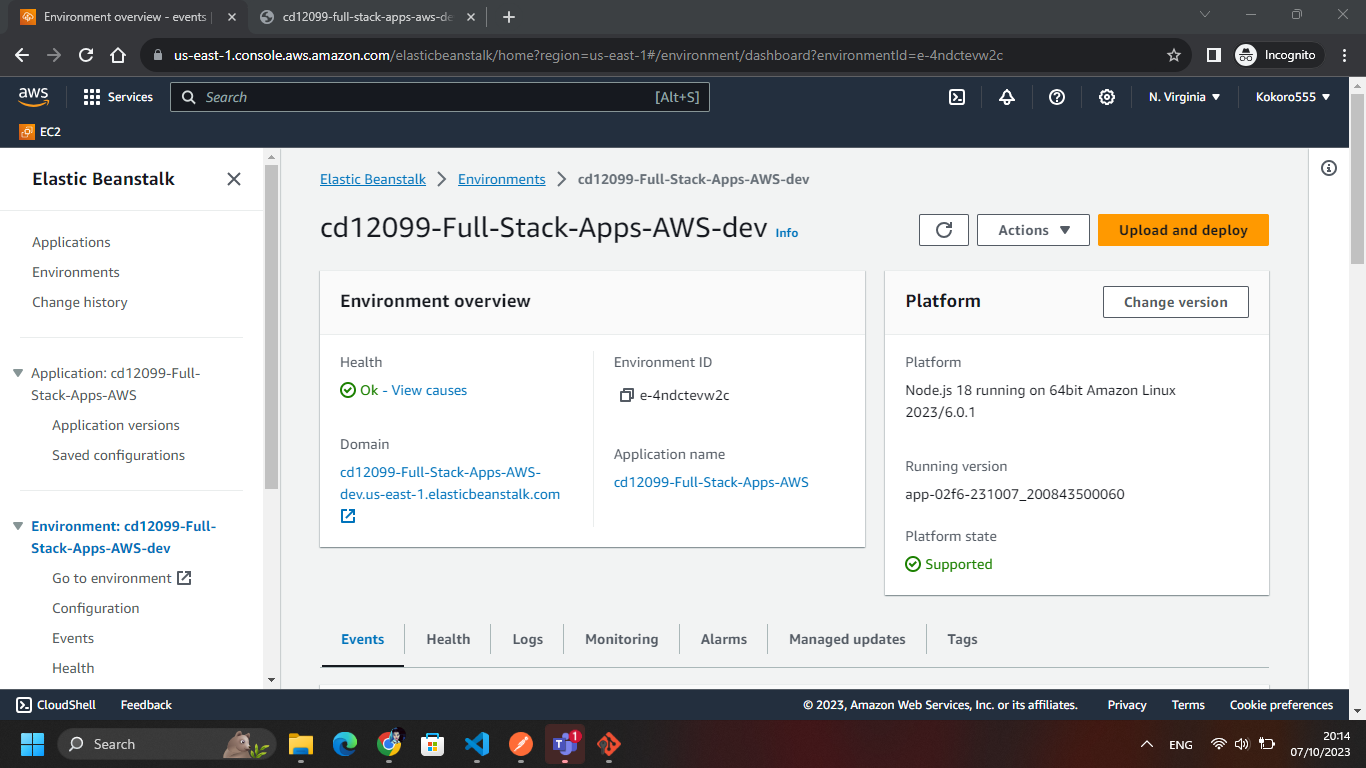 Environment overview - events
cd12099-full-stack-apps-aws-de
us-east-1.console.aws.amazon.com/elasticbeanstalk/home?region=us-east-1#/environment/dashboard?environmentId=e-4ndctevw2c
Incognito
aws
Services
Search
[Alt+S]
N. Virginia
Kokoro555
EC2
Elastic Beanstalk
Applications
Environments
Change history
Application: cd12099-Full-
Stack-Apps-AWS
Application versions
Saved configurations
Environment: cd12099-Full-
Stack-Apps-AWS-dev
Go to environment
Configuration
Events
Health
Elastic Beanstalk
Environments
cd12099-Full-Stack-Apps-AWS-dev
cd12099-Full-Stack-Apps-AWS-dev Info
Actions
Upload and deploy
Environment overview
Health
Ok - View causes
Domain
cd12099-Full-Stack-Apps-AWS-
dev.us-east-1.elasticbeanstalk.com
Environment ID
e-4ndctevw2c
Application name
cd12099-Full-Stack-Apps-AWS
Platform
Change version
Platform
Node.js 18 running on 64bit Amazon Linux
2023/6.0.1
Running version
app-02f6-231007_200843500060
Platform state
Supported
Events
Health
Logs
Monitoring
Alarms
Managed updates
Tags
CloudShell
Feedback
© 2023, Amazon Web Services, Inc. or its affiliates.
Privacy
Terms
Cookie preferences
Search
1
ENG
20:14
07/10/2023